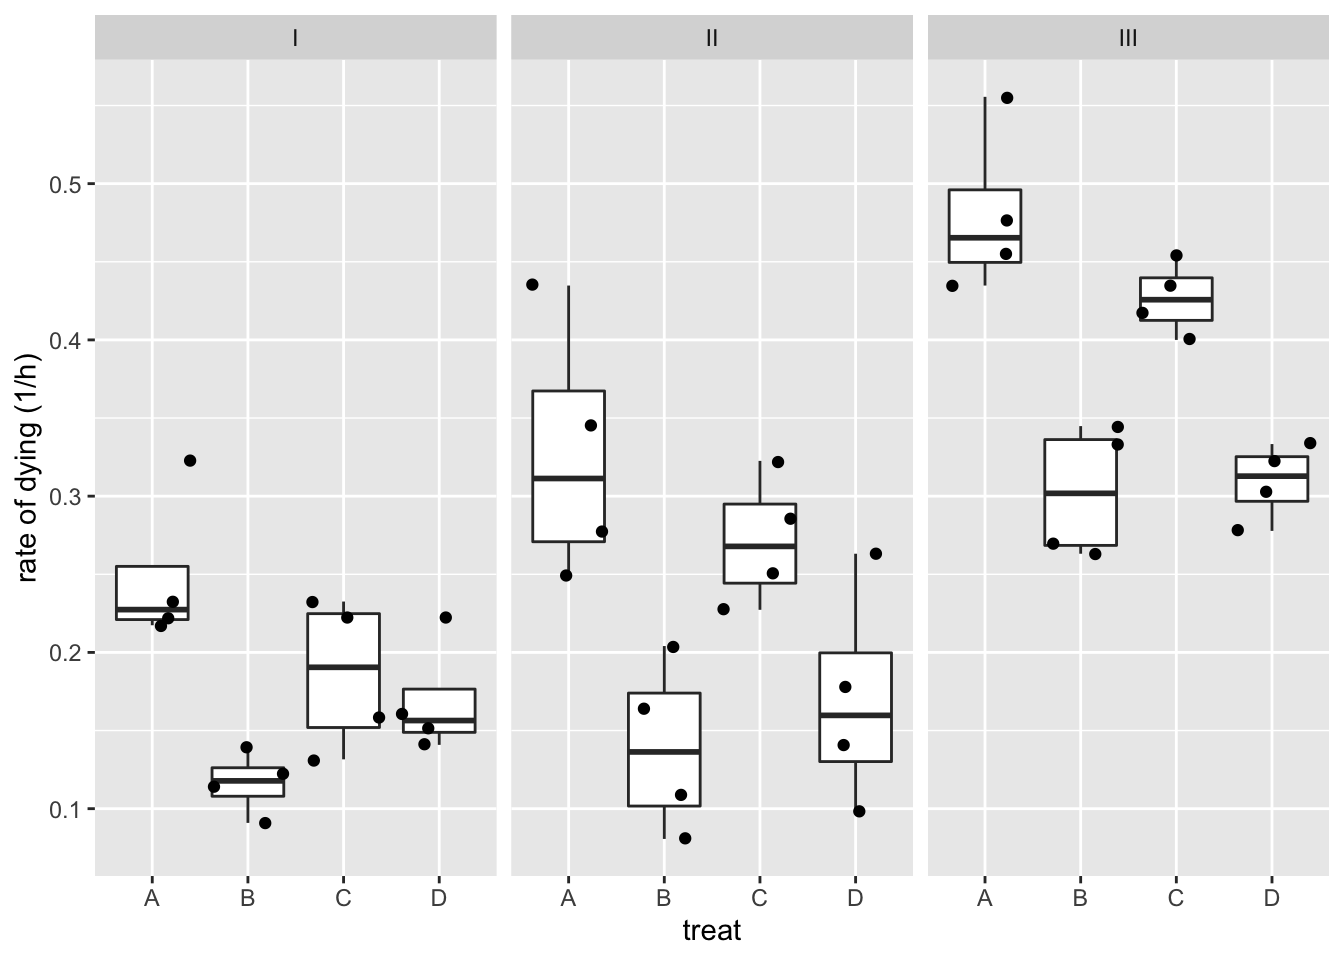 I II III
0.5
0.4
0.3
0.2
0.1
rate of dying (1/h)
A B C D A B C D A B C D
treat